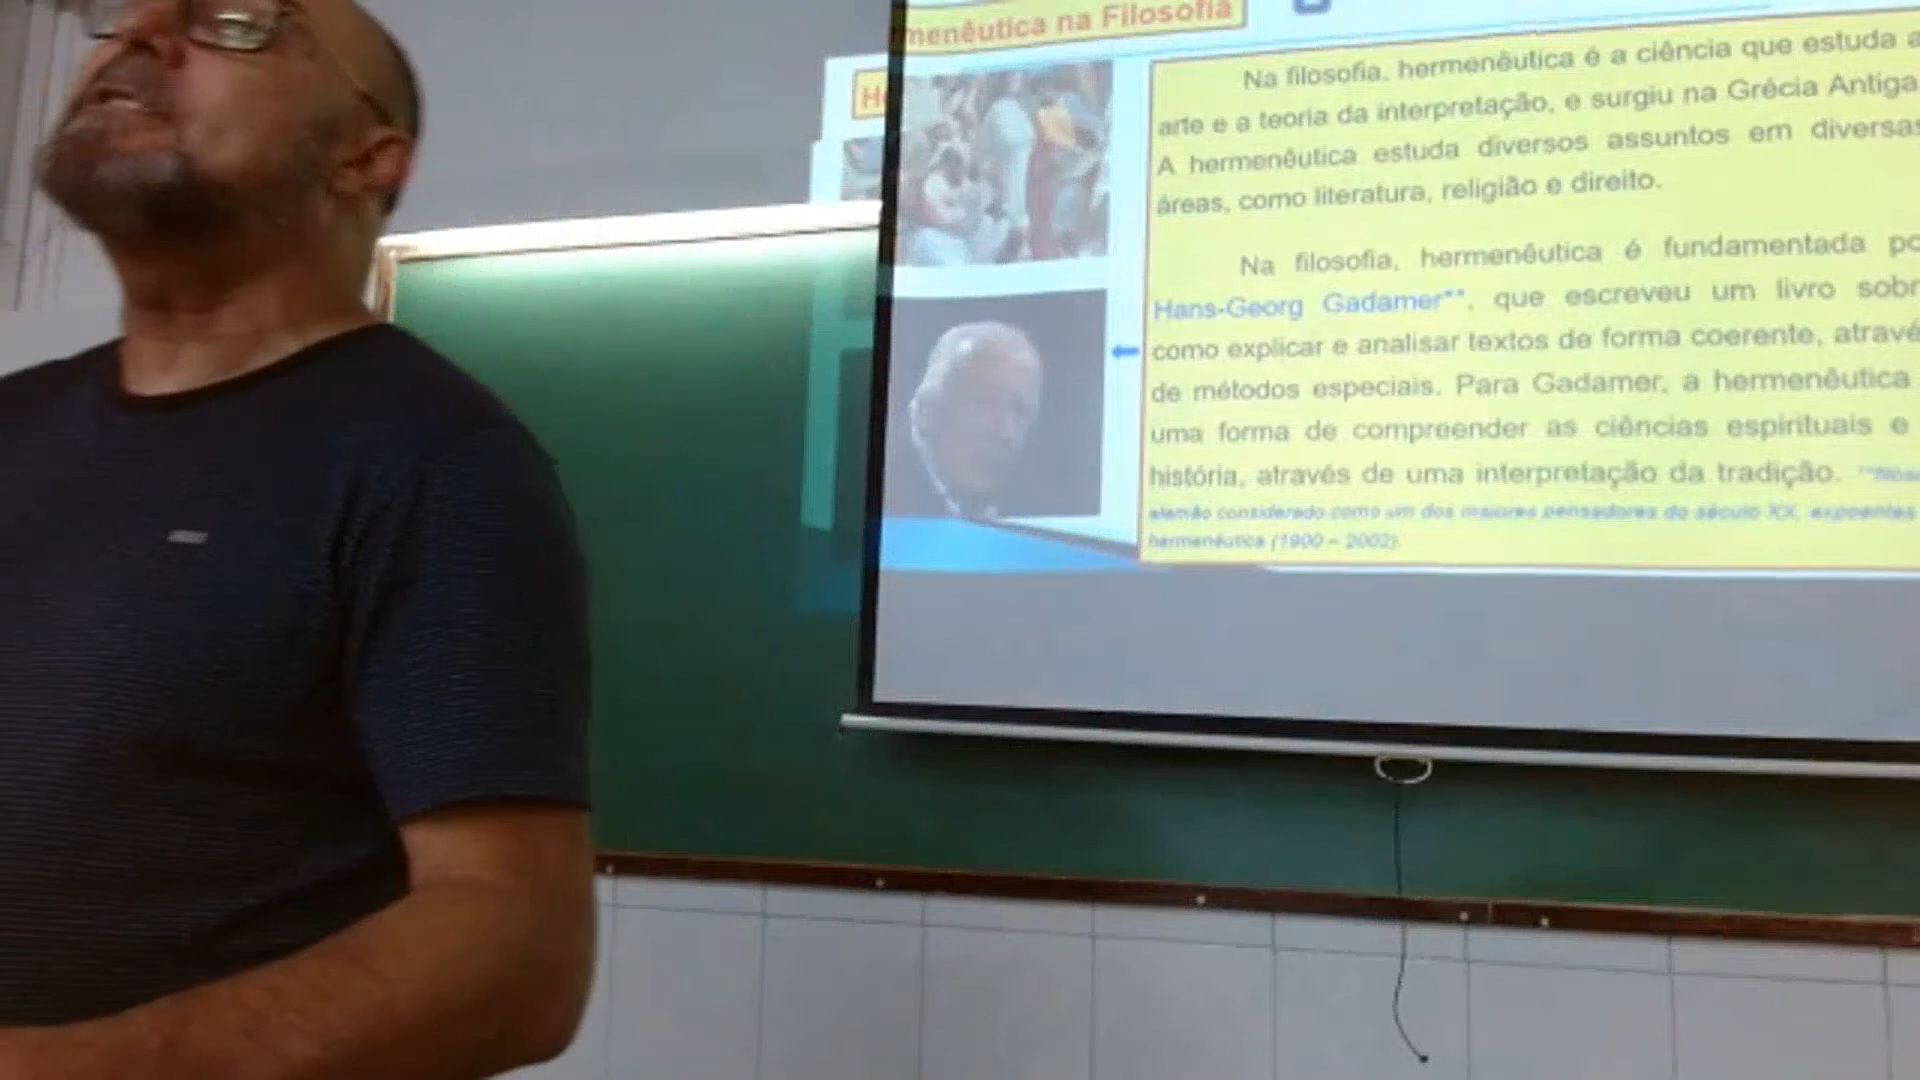 menêutica na Filosofia
Na filosofia, hermenêutica é a ciência que estuda a
arte e a teoria da interpretação, e surgiu na Grécia Antiga
A hermenêutica estuda diversos assuntos em diversas
áreas, como literatura, religião e direito.
Na filosofia, hermenêutica é fundamentada po
Hans-Georg Gadamer**, que escreveu um livro sobr
como explicar e analisar textos de forma coerente, atravé
de métodos especiais. Para Gadamer, a hermenêutica
uma forma de compreender as ciências espirituais e
história, através de uma interpretação da tradição.
alemão considerado como um dos maiores pensadores do século XX, expoentes
hermenêutica (1900 – 2002).